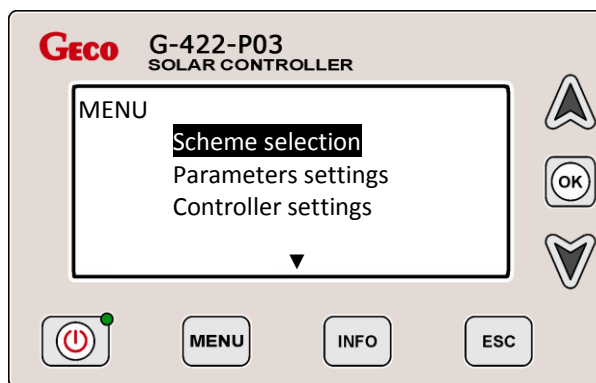 GECO G-422-P03
SOLAR CONTROLLER
MENU
Scheme selection
Parameters settings
Controller settings
▼
OK
MENU INFO ESC